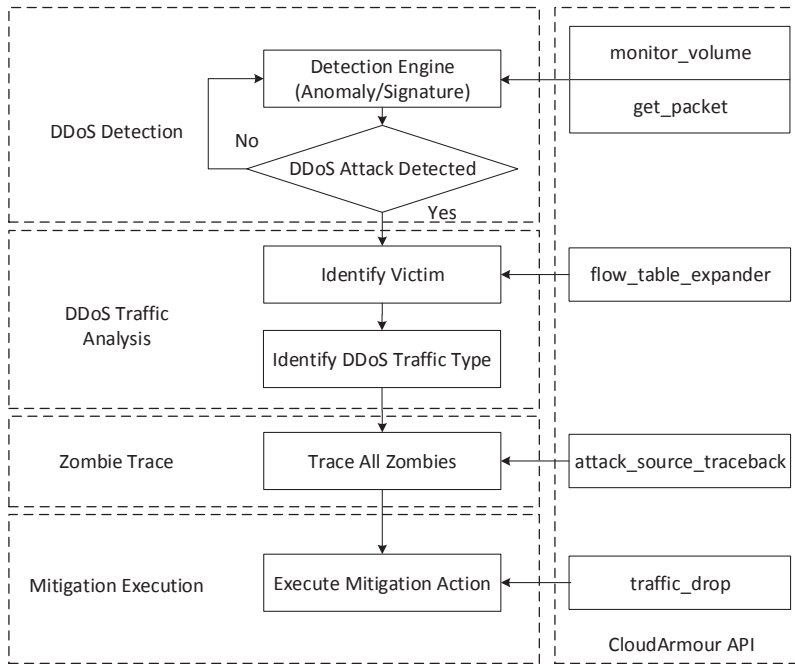 Detection Engine
(Anomaly/Signature)
monitor_volume
get_packet
DDoS Detection
No
DDoS Attack Detected
Yes
Identify Victim
flow_table_expander
DDoS Traffic
Analysis
Identify DDoS Traffic Type
Zombie Trace
Trace All Zombies
attack_source_traceback
Mitigation Execution
Execute Mitigation Action
traffic_drop
CloudArmour API